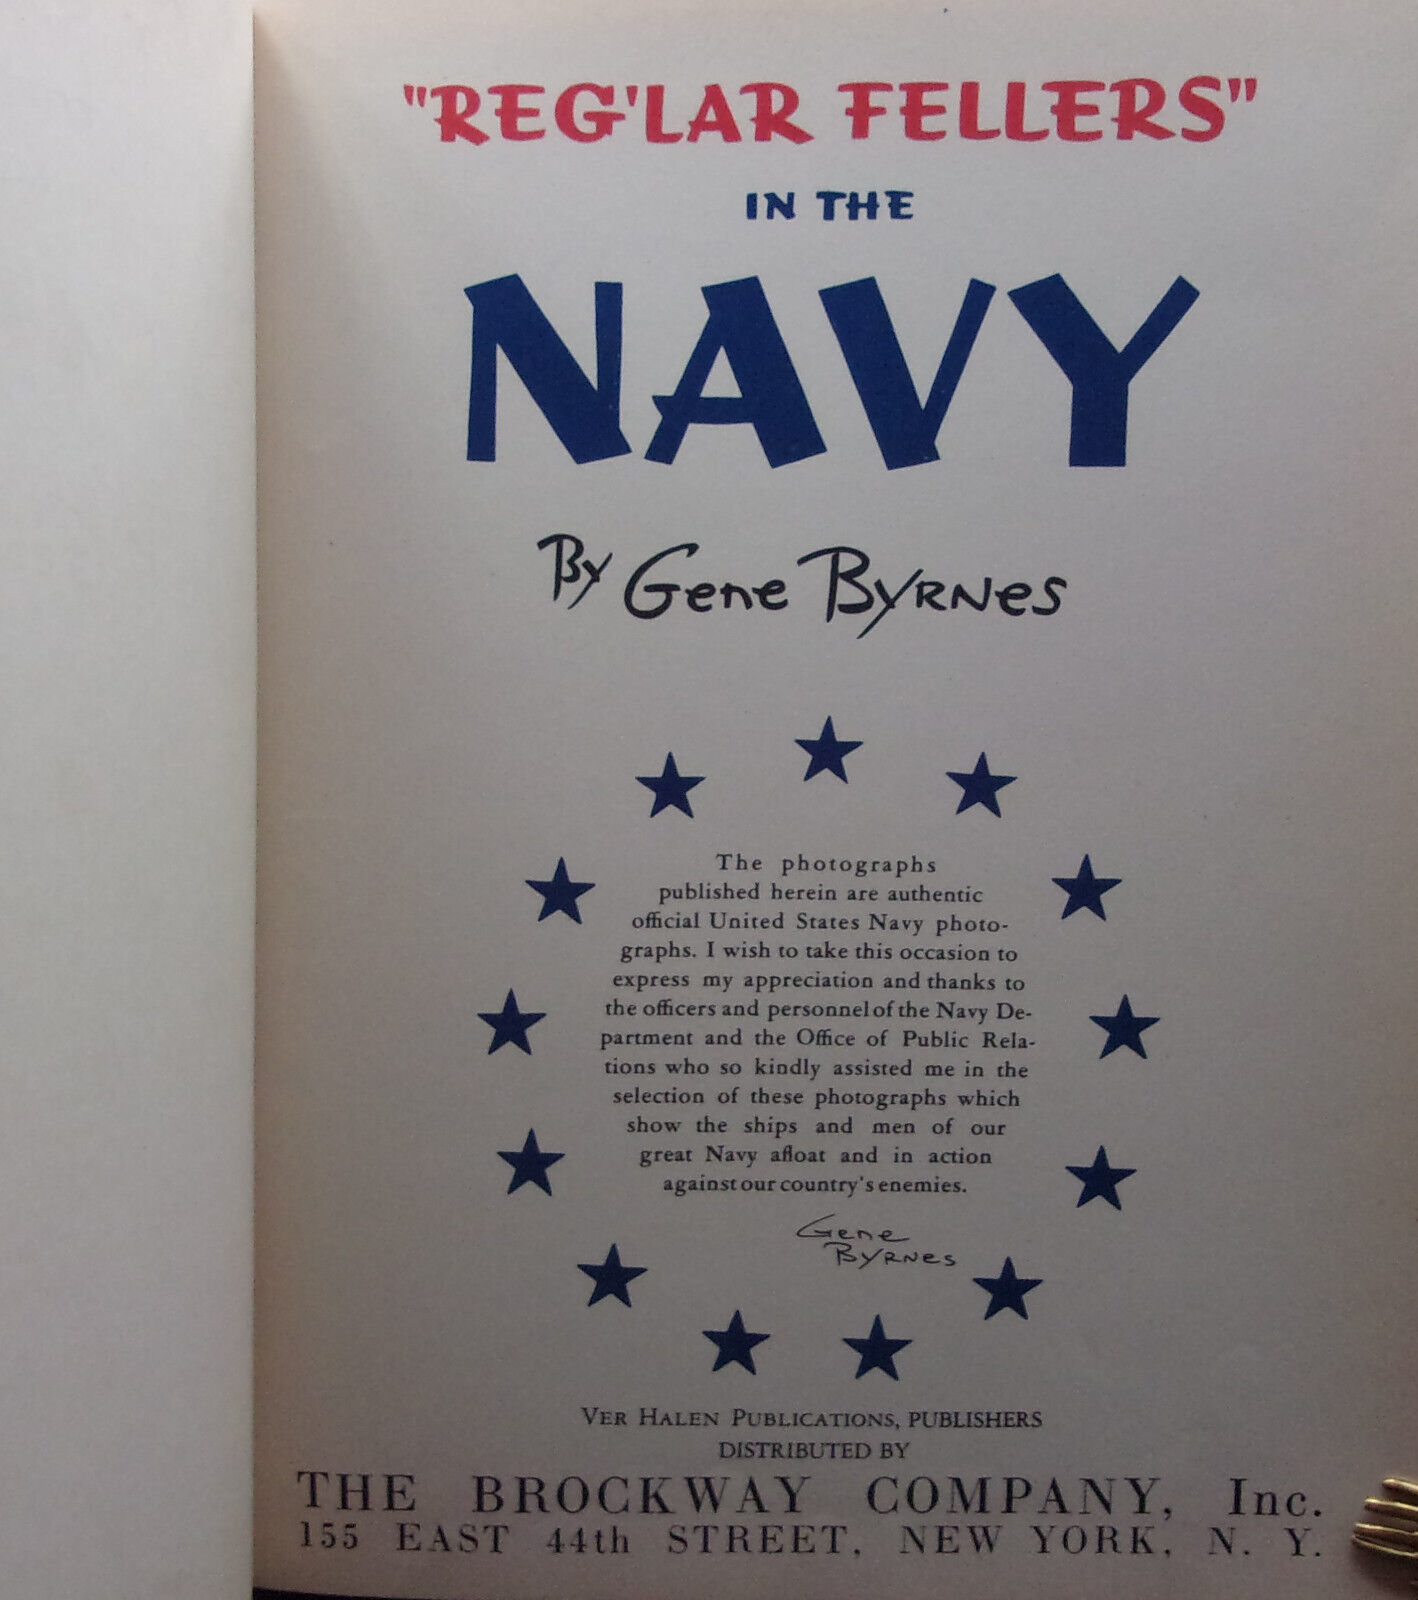 "REG'LAR FELLERS"
IN THE
NAVY
By Gene Byrnes
The photographs
published herein are authentic
official United States Navy photo-
graphs. I wish to take this occasion to
express my appreciation and thanks to
the officers and personnel of the Navy De-
partment and the Office of Public Rela-
tions who so kindly assisted me in the
selection of these photographs which
show the ships and men of our
great Navy afloat and in action
against our country's enemies.
Gene
Byrnes
VER HALEN PUBLICATIONS, PUBLISHERS
DISTRIBUTED BY
THE BROCKWAY COMPANY, Inc.
155 EAST 44th STREET, NEW YORK, N. Y.